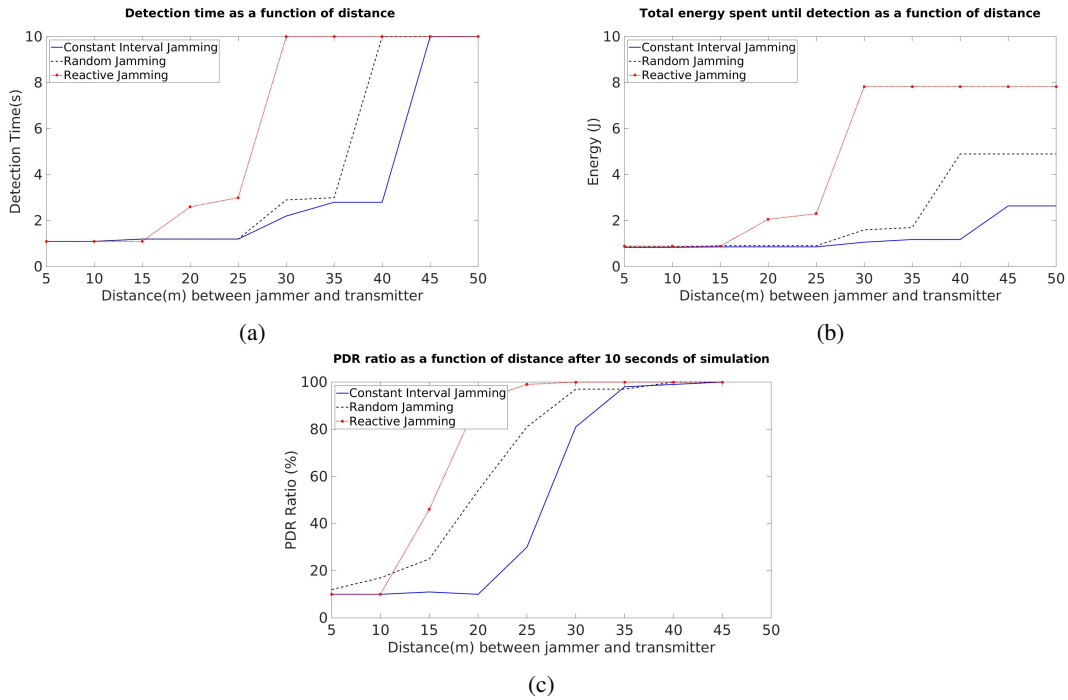 Detection time as a function of distance
10
8
6
4
2
0
Detection Time(s)
Constant Interval Jamming
Random Jamming
Reactive Jamming
5 10 15 20 25 30 35 40 45 50
Distance(m) between jammer and transmitter
(a)
Total energy spent until detection as a function of distance
10
8
6
4
2
0
Energy (J)
Constant Interval Jamming
Random Jamming
Reactive Jamming
5 10 15 20 25 30 35 40 45 50
Distance(m) between jammer and transmitter
(b)
PDR ratio as a function of distance after 10 seconds of simulation
100
80
60
40
20
0
PDR Ratio (%)
Constant Interval Jamming
Random Jamming
Reactive Jamming
5 10 15 20 25 30 35 40 45 50
Distance(m) between jammer and transmitter
(c)